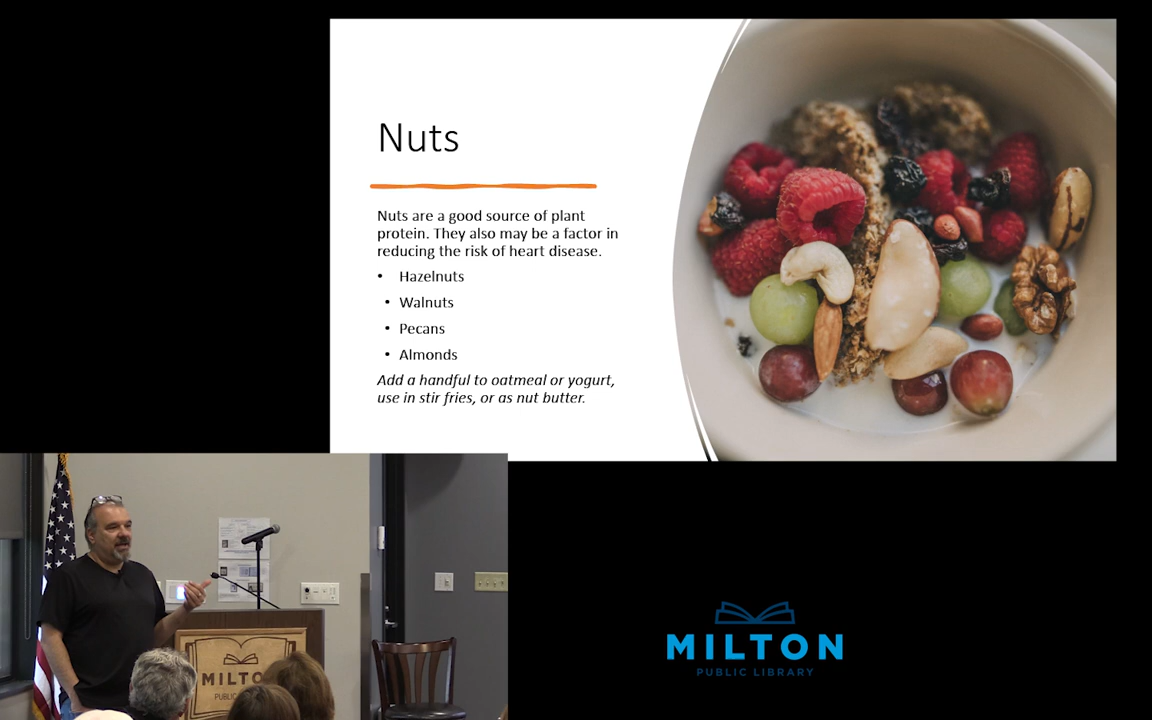 Nuts
Nuts are a good source of plant
protein. They also may be a factor in
reducing the risk of heart disease.
• Hazelnuts
• Walnuts
• Pecans
• Almonds
Add a handful to oatmeal or yogurt,
use in stir fries, or as nut butter.
MILTON
PUBLIC LIBRARY
MILTO
PUBLIC